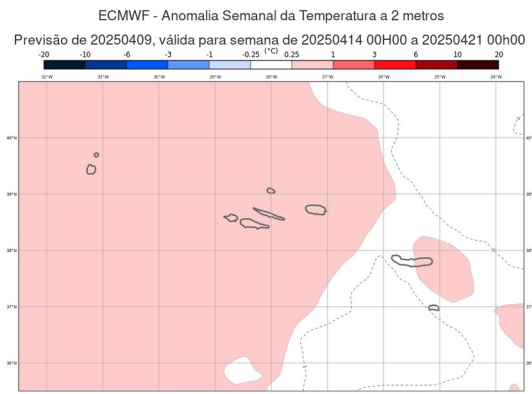 ECMWF - Anomalia Semanal da Temperatura a 2 metros
Previsão de 20250409, válida para semana de 20250414 00H00 a 20250421 00h00
(°C)
-20 -10 -6 -3 -1 -0.25 0.25 1 3 6 10 20
32°W 31°W 30°W 29°W 28°W 27°W 26°W 25°W 24°W
40°N 40°N
39°N 39°N
38°N 38°N
37°N 37°N
36°N 36°N